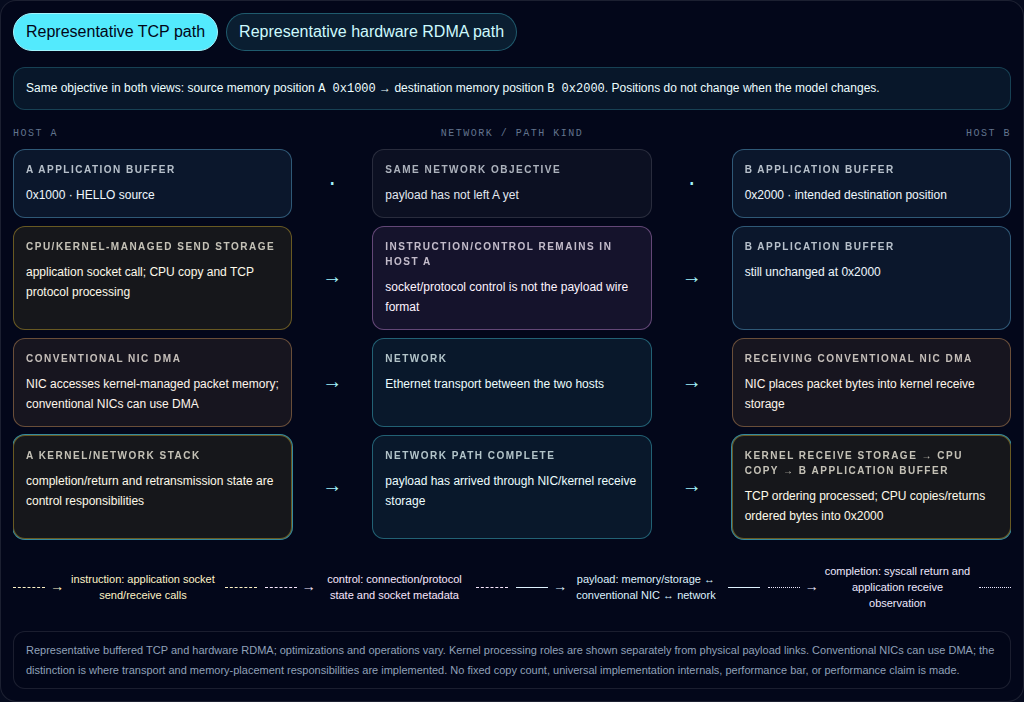 Representative TCP path
Representative hardware RDMA path
Same objective in both views: source memory position A 0x1000 → destination memory position B 0x2000. Positions do not change when the model changes.
HOST A
NETWORK / PATH KIND
HOST B
A APPLICATION BUFFER
0x1000 · HELLO source
·
SAME NETWORK OBJECTIVE
payload has not left A yet
·
B APPLICATION BUFFER
0x2000 · intended destination position
CPU/KERNEL-MANAGED SEND STORAGE
application socket call; CPU copy and TCP
protocol processing
→
INSTRUCTION/CONTROL REMAINS IN
HOST A
socket/protocol control is not the payload wire
format
→
B APPLICATION BUFFER
still unchanged at 0x2000
CONVENTIONAL NIC DMA
NIC accesses kernel-managed packet memory;
conventional NICs can use DMA
→
NETWORK
Ethernet transport between the two hosts
→
RECEIVING CONVENTIONAL NIC DMA
NIC places packet bytes into kernel receive
storage
A KERNEL/NETWORK STACK
completion/return and retransmission state are
control responsibilities
→
NETWORK PATH COMPLETE
payload has arrived through NIC/kernel receive
storage
→
KERNEL RECEIVE STORAGE → CPU
COPY → B APPLICATION BUFFER
TCP ordering processed; CPU copies/returns
ordered bytes into 0x2000
→ instruction: application socket
send/receive calls
→ control: connection/protocol
state and socket metadata
→ payload: memory/storage ↔
conventional NIC ↔ network
→ completion: syscall return and
application receive
observation
Representative buffered TCP and hardware RDMA; optimizations and operations vary. Kernel processing roles are shown separately from physical payload links. Conventional NICs can use DMA; the
distinction is where transport and memory-placement responsibilities are implemented. No fixed copy count, universal implementation internals, performance bar, or performance claim is made.